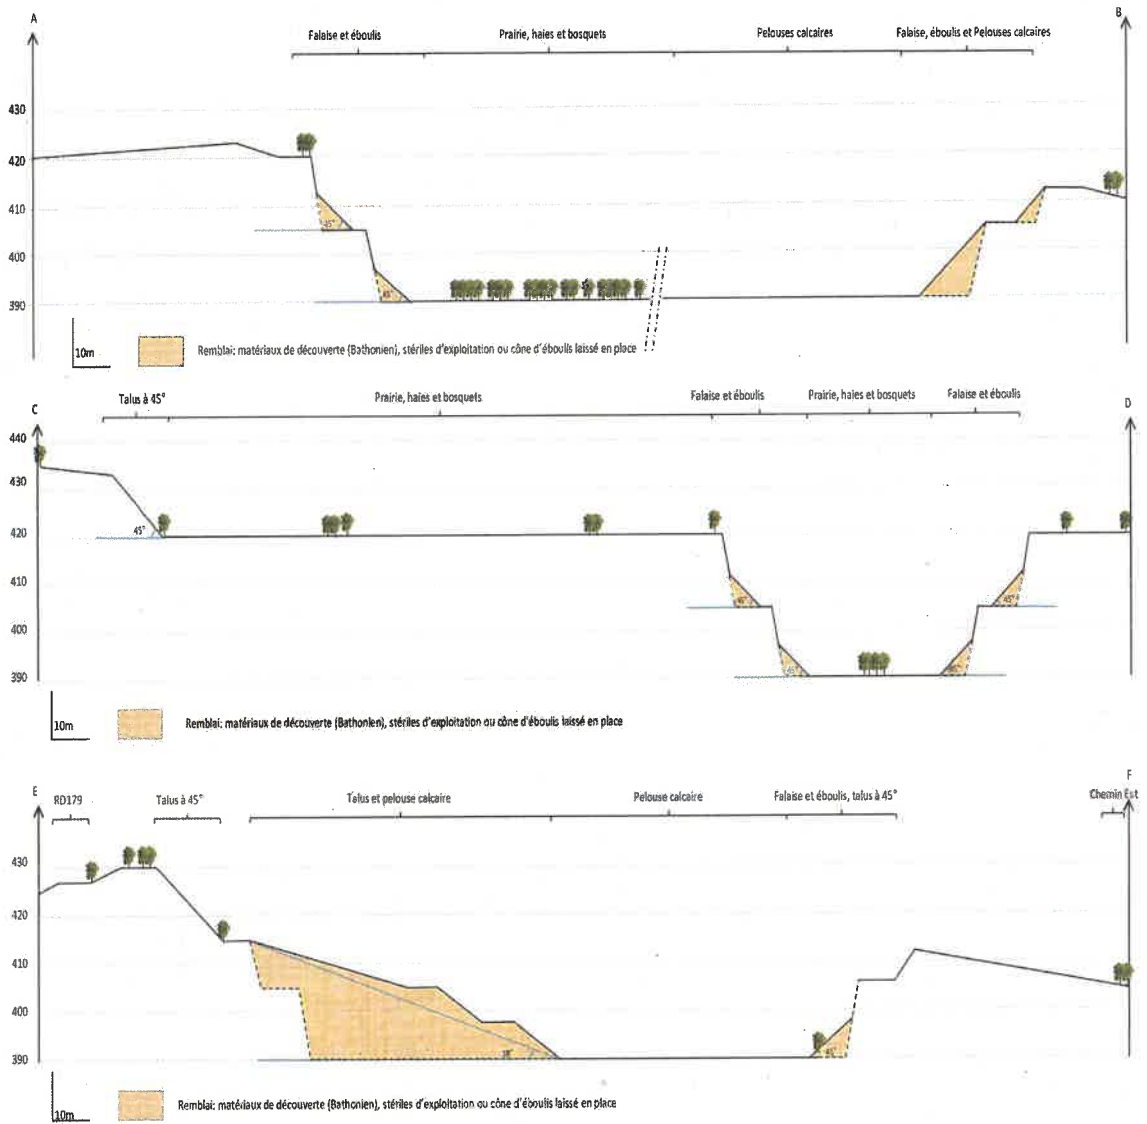 A
B
Falaise et éboulis
Prairie, haies et bosquets
Pelouses calcaires
Falaise, éboulis et Pelouses calcaires
430
420
410
400
390
45°
45°
10m
Remblai: matériaux de découverte (Bathonien), stériles d'exploitation ou cône d'éboulis laissé en place
C
D
Talus à 45°
Prairie, haies et bosquets
Falaise et éboulis
Prairie, haies et bosquets
Falaise et éboulis
440
430
420
410
400
390
45°
45°
45°
45°
10m
Remblai: matériaux de découverte (Bathonien), stériles d'exploitation ou cône d'éboulis laissé en place
E
F
RD179
Talus à 45°
Talus et pelouse calcaire
Pelouse calcaire
Falaise et éboulis, talus à 45°
Chemin Est
430
420
410
400
390
45°
10m
Remblai: matériaux de découverte (Bathonien), stériles d'exploitation ou cône d'éboulis laissé en place